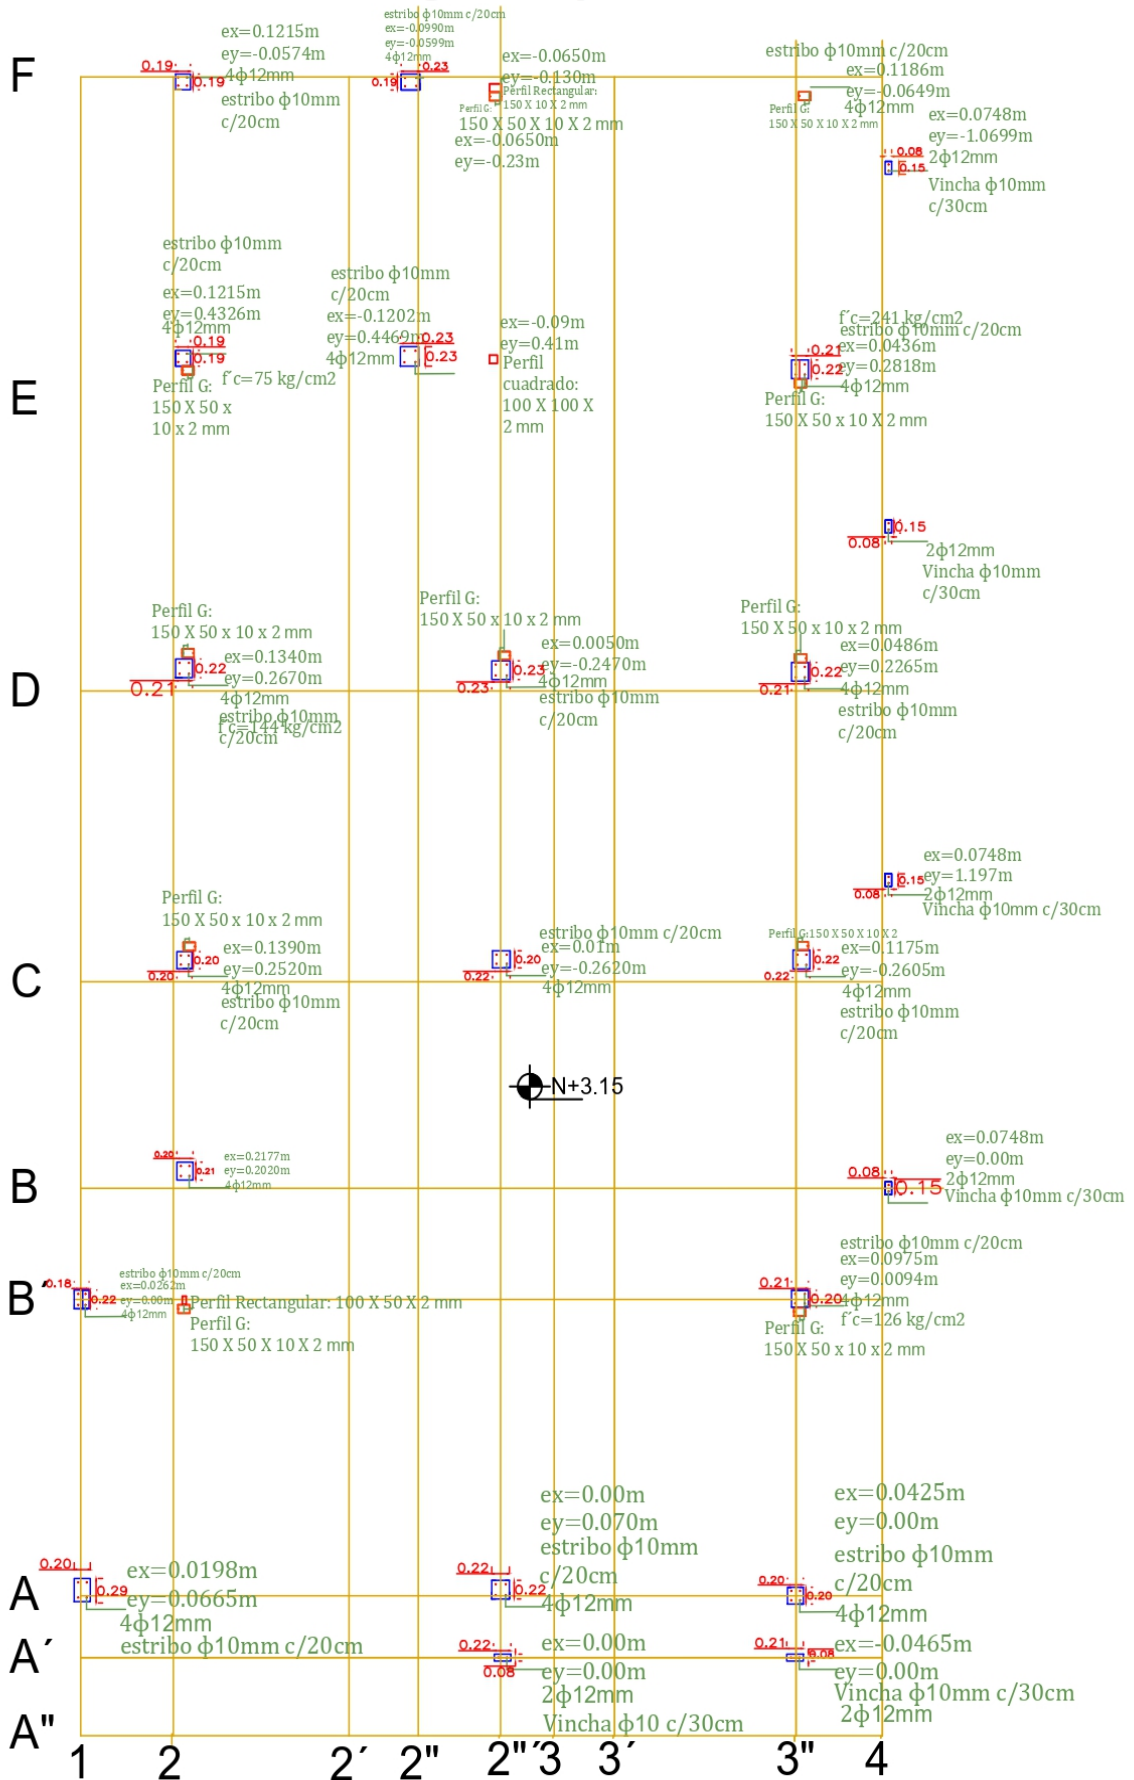 F
0.19
0.19
ex=0.1215m
ey=-0.0574m
4ϕ12mm
estribo ϕ10mm
c/20cm
estribo ϕ10mm c/20cm
ex=-0.0990m
ey=-0.0599m
4ϕ12mm
0.23
0.19
ex=-0.0650m
ey=-0.130m
Perfil Rectangular:
150 X 10 X 2 mm
Perfil G:
150 X 50 X 10 X 2 mm
ex=-0.0650m
ey=-0.23m
estribo ϕ10mm c/20cm
ex=0.1186m
ey=-0.0649m
4ϕ12mm
Perfil G:
150 X 50 X 10 X 2 mm
ex=0.0748m
ey=-1.0699m
2ϕ12mm
0.08
0.15
Vincha ϕ10mm
c/30cm
E
estribo ϕ10mm
c/20cm
ex=0.1215m
ey=0.4326m
4ϕ12mm
0.19
0.19
f´c=75 kg/cm2
Perfil G:
150 X 50 x
10 x 2 mm
estribo ϕ10mm
c/20cm
ex=-0.1202m
ey=0.4469m
4ϕ12mm
0.23
0.23
ex=-0.09m
ey=0.41m
Perfil
cuadrado:
100 X 100 X
2 mm
f´c=241 kg/cm2
estribo ϕ10mm c/20cm
ex=0.0436m
ey=0.2818m
4ϕ12mm
0.21
0.22
Perfil G:
150 X 50 x 10 X 2 mm
0.15
0.08
2ϕ12mm
Vincha ϕ10mm
c/30cm
D
Perfil G:
150 X 50 x 10 x 2 mm
0.22
0.21
ex=0.1340m
ey=0.2670m
4ϕ12mm
estribo ϕ10mm
f´c=144 kg/cm2
c/20cm
Perfil G:
150 X 50 x 10 x 2 mm
0.23
0.23
ex=0.0050m
ey=-0.2470m
4ϕ12mm
estribo ϕ10mm
c/20cm
Perfil G:
150 X 50 x 10 x 2 mm
0.22
0.21
ex=0.0486m
ey=0.2265m
4ϕ12mm
estribo ϕ10mm
c/20cm
C
Perfil G:
150 X 50 x 10 x 2 mm
0.20
0.20
ex=0.1390m
ey=0.2520m
4ϕ12mm
estribo ϕ10mm
c/20cm
estribo ϕ10mm c/20cm
0.20
0.22
ex=0.01m
ey=-0.2620m
4ϕ12mm
Perfil G:150 X 50 X 10 X 2
0.22
0.22
ex=0.1175m
ey=-0.2605m
4ϕ12mm
estribo ϕ10mm
c/20cm
ex=0.0748m
ey=1.197m
0.15
0.08
2ϕ12mm
Vincha ϕ10mm c/30cm
N+3.15
B
0.20
0.21
ex=0.2177m
ey=0.2020m
4ϕ12mm
ex=0.0748m
ey=0.00m
0.08
0.15
2ϕ12mm
Vincha ϕ10mm c/30cm
B´
0.18
0.22
estribo ϕ10mm c/20cm
ex=0.0262m
ey=0.00m
4ϕ12mm
Perfil Rectangular: 100 X 50 X 2 mm
Perfil G:
150 X 50 X 10 X 2 mm
estribo ϕ10mm c/20cm
ex=0.0975m
ey=0.0094m
0.21
0.20
4ϕ12mm
f´c=126 kg/cm2
Perfil G:
150 X 50 x 10 x 2 mm
A
0.20
0.29
ex=0.0198m
ey=0.0665m
4ϕ12mm
estribo ϕ10mm c/20cm
ex=0.00m
ey=0.070m
estribo ϕ10mm
c/20cm
4ϕ12mm
0.22
0.22
ex=0.0425m
ey=0.00m
estribo ϕ10mm
c/20cm
4ϕ12mm
0.20
0.20
A´
0.22
0.08
ex=0.00m
ey=0.00m
2ϕ12mm
Vincha ϕ10 c/30cm
0.21
0.08
ex=-0.0465m
ey=0.00m
Vincha ϕ10mm c/30cm
2ϕ12mm
A"
1 2 2´ 2" 2"´ 3 3´ 3" 4